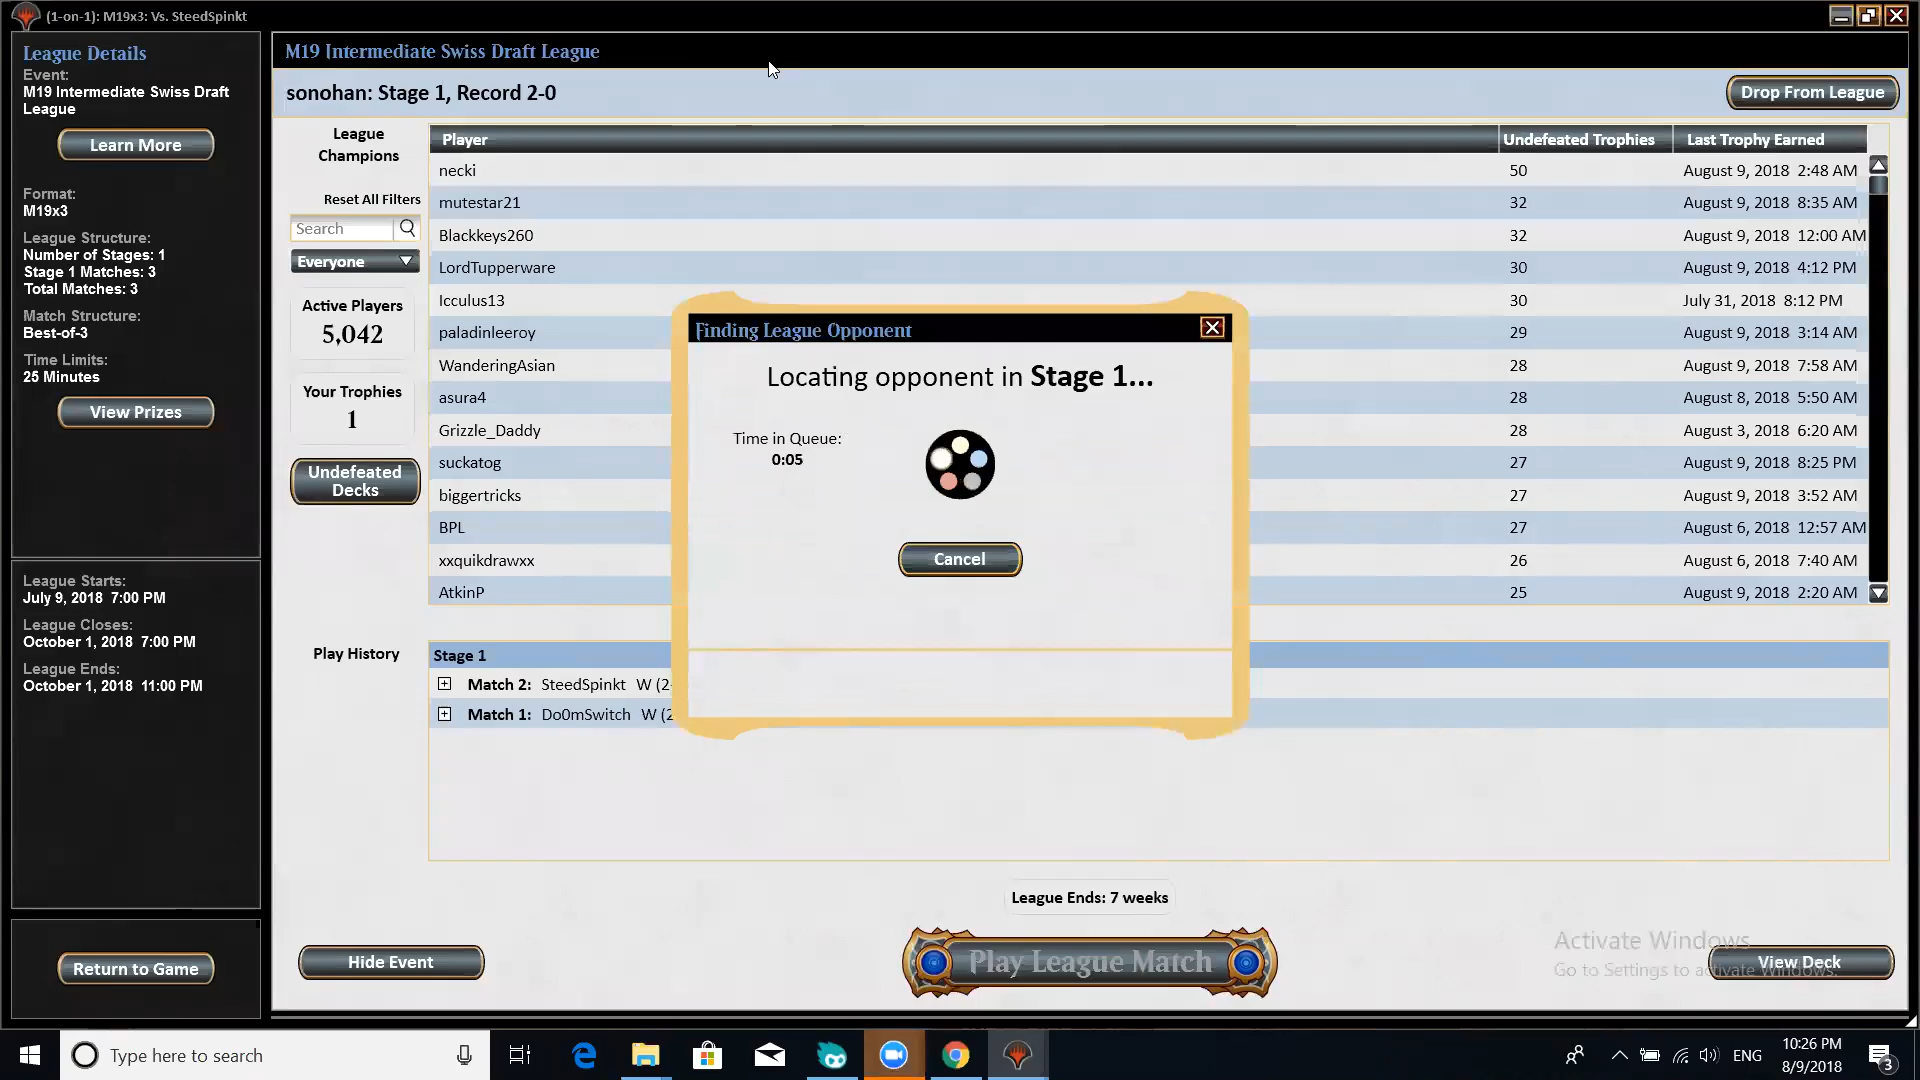 (1-on-1): M19x3: Vs. SteedSpinkt
League Details
Event:
M19 Intermediate Swiss Draft
League
Learn More
Format:
M19x3
League Structure:
Number of Stages: 1
Stage 1 Matches: 3
Total Matches: 3
Match Structure:
Best-of-3
Time Limits:
25 Minutes
View Prizes
League Starts:
July 9, 2018 7:00 PM
League Closes:
October 1, 2018 7:00 PM
League Ends:
October 1, 2018 11:00 PM
Return to Game
M19 Intermediate Swiss Draft League
sonohan: Stage 1, Record 2-0
Drop From League
League
Champions
Reset All Filters
Search
Everyone
Active Players
5,042
Your Trophies
1
Undefeated
Decks
Player Undefeated Trophies Last Trophy Earned
necki 50 August 9, 2018 2:48 AM
mutestar21 32 August 9, 2018 8:35 AM
Blackkeys260 32 August 9, 2018 12:00 AM
LordTupperware 30 August 9, 2018 4:12 PM
Icculus13 30 July 31, 2018 8:12 PM
paladinleeroy 29 August 9, 2018 3:14 AM
WanderingAsian 28 August 9, 2018 7:58 AM
asura4 28 August 8, 2018 5:50 AM
Grizzle_Daddy 28 August 3, 2018 6:20 AM
suckatog 27 August 9, 2018 8:25 PM
biggertricks 27 August 9, 2018 3:52 AM
BPL 27 August 6, 2018 12:57 AM
xxquikdrawxx 26 August 6, 2018 7:40 AM
AtkinP 25 August 9, 2018 2:20 AM
Finding League Opponent
Locating opponent in Stage 1...
Time in Queue:
0:05
Cancel
Play History
Stage 1
Match 2: SteedSpinkt W (2-
Match 1: Do0mSwitch W (2
League Ends: 7 weeks
Hide Event
Play League Match
View Deck
Activate Windows
Go to Settings to activate Windows.
Type here to search
ENG
10:26 PM
8/9/2018
3